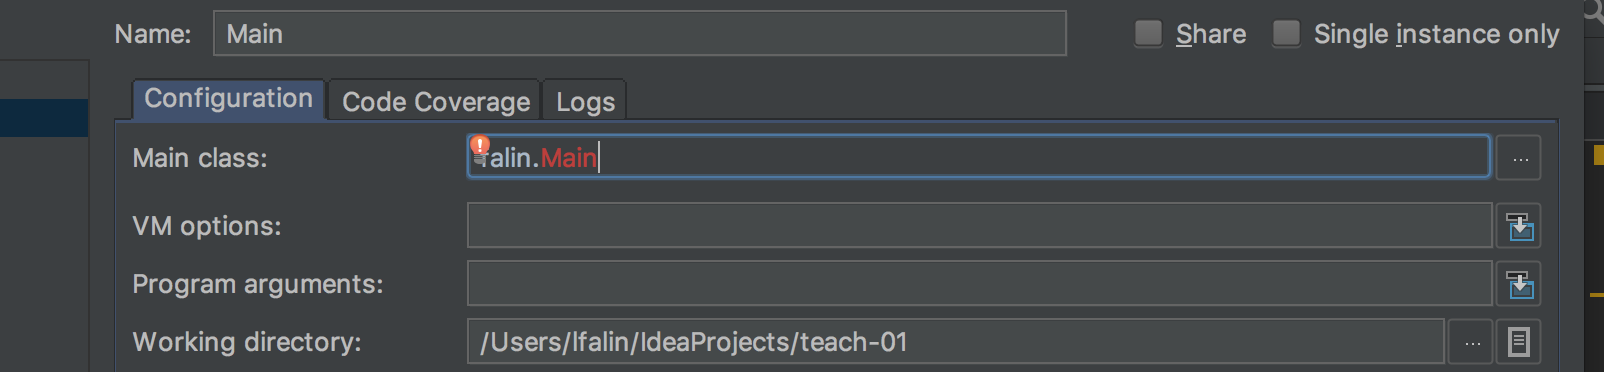 Name: Main Share Single instance only
Configuration Code Coverage Logs
Main class: falin.Main ...
VM options:
Program arguments:
Working directory: /Users/lfalin/IdeaProjects/teach-01 ...